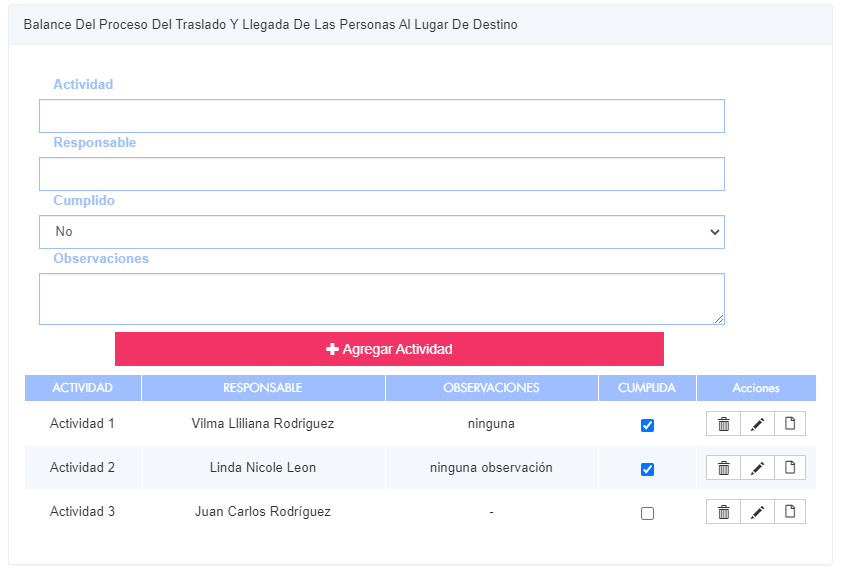 Balance Del Proceso Del Traslado Y Llegada De Las Personas Al Lugar De Destino
Actividad
Responsable
Cumplido
No
Observaciones
Agregar Actividad
ACTIVIDAD RESPONSABLE OBSERVACIONES CUMPLIDA Acciones
Actividad 1 Vilma Lliliana Rodriguez ninguna
Actividad 2 Linda Nicole Leon ninguna observación
Actividad 3 Juan Carlos Rodríguez -